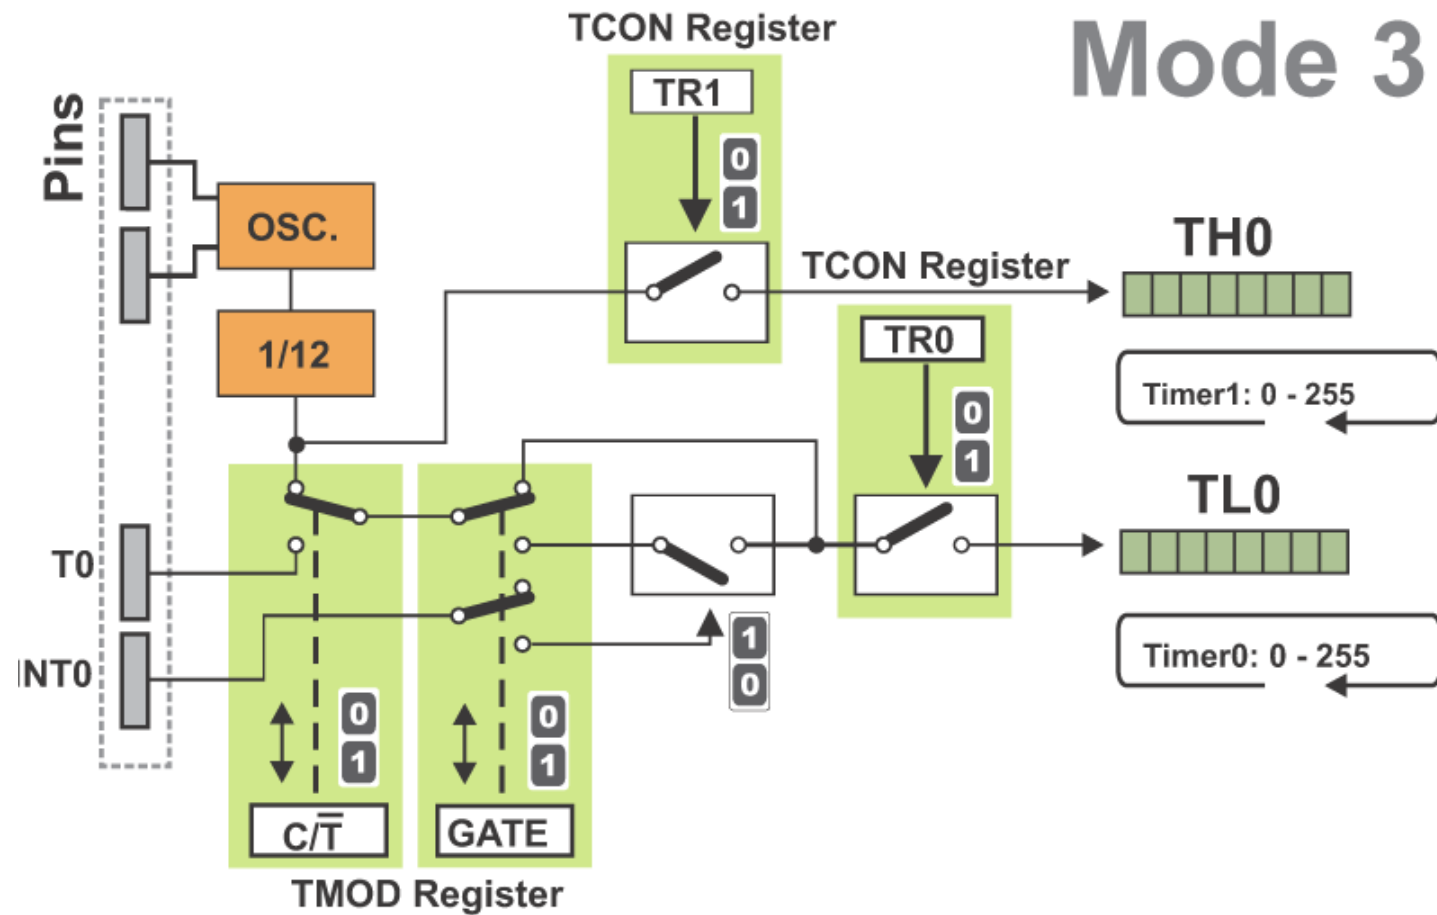 TCON Register
Mode 3
Pins
TR1
0
1
OSC.
TH0
TCON Register
1/12
TR0
Timer1: 0 - 255
0
1
TL0
T0
1
0
Timer0: 0 - 255
INT0
0
1
0
1
C/T̅
GATE
TMOD Register